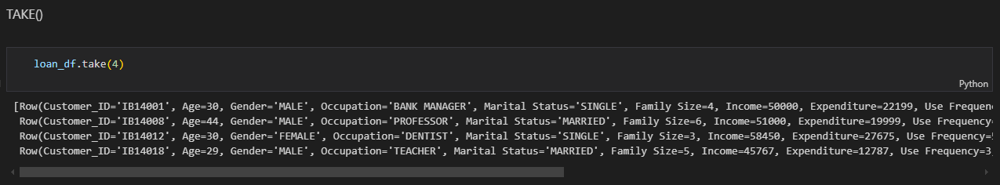 TAKE()
loan_df.take(4)
Python
[Row(Customer_ID='IB14001', Age=30, Gender='MALE', Occupation='BANK MANAGER', Marital Status='SINGLE', Family Size=4, Income=50000, Expenditure=22199, Use Frequen
Row(Customer_ID='IB14008', Age=44, Gender='MALE', Occupation='PROFESSOR', Marital Status='MARRIED', Family Size=6, Income=51000, Expenditure=19999, Use Frequency=
Row(Customer_ID='IB14012', Age=30, Gender='FEMALE', Occupation='DENTIST', Marital Status='SINGLE', Family Size=3, Income=58450, Expenditure=27675, Use Frequency=5
Row(Customer_ID='IB14018', Age=29, Gender='MALE', Occupation='TEACHER', Marital Status='MARRIED', Family Size=5, Income=45767, Expenditure=12787, Use Frequency=3,